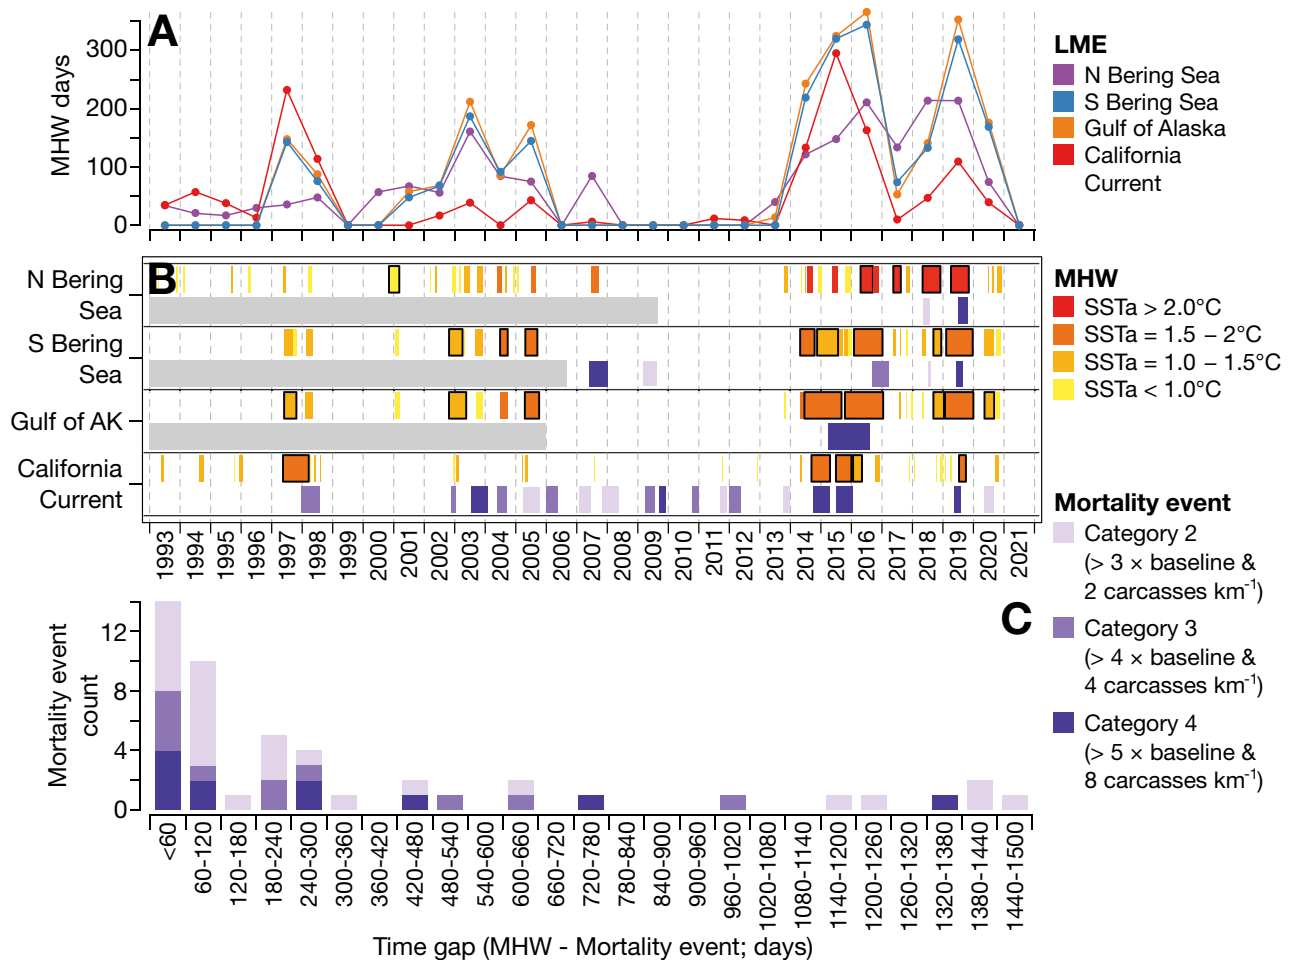 A
MHW days
300
200
100
0
LME
N Bering Sea
S Bering Sea
Gulf of Alaska
California
Current
B
N Bering
Sea
S Bering
Sea
Gulf of AK
California
Current
MHW
SSTa > 2.0°C
SSTa = 1.5 – 2°C
SSTa = 1.0 – 1.5°C
SSTa < 1.0°C
1993
1994
1995
1996
1997
1998
1999
2000
2001
2002
2003
2004
2005
2006
2007
2008
2009
2010
2011
2012
2013
2014
2015
2016
2017
2018
2019
2020
2021
Mortality event
Category 2
(> 3 × baseline &
2 carcasses km⁻¹)
Category 3
(> 4 × baseline &
4 carcasses km⁻¹)
Category 4
(> 5 × baseline &
8 carcasses km⁻¹)
C
Mortality event
count
12
8
4
0
<60
60-120
120-180
180-240
240-300
300-360
360-420
420-480
480-540
540-600
600-660
660-720
720-780
780-840
840-900
900-960
960-1020
1020-1080
1080-1140
1140-1200
1200-1260
1260-1320
1320-1380
1380-1440
1440-1500
Time gap (MHW - Mortality event; days)